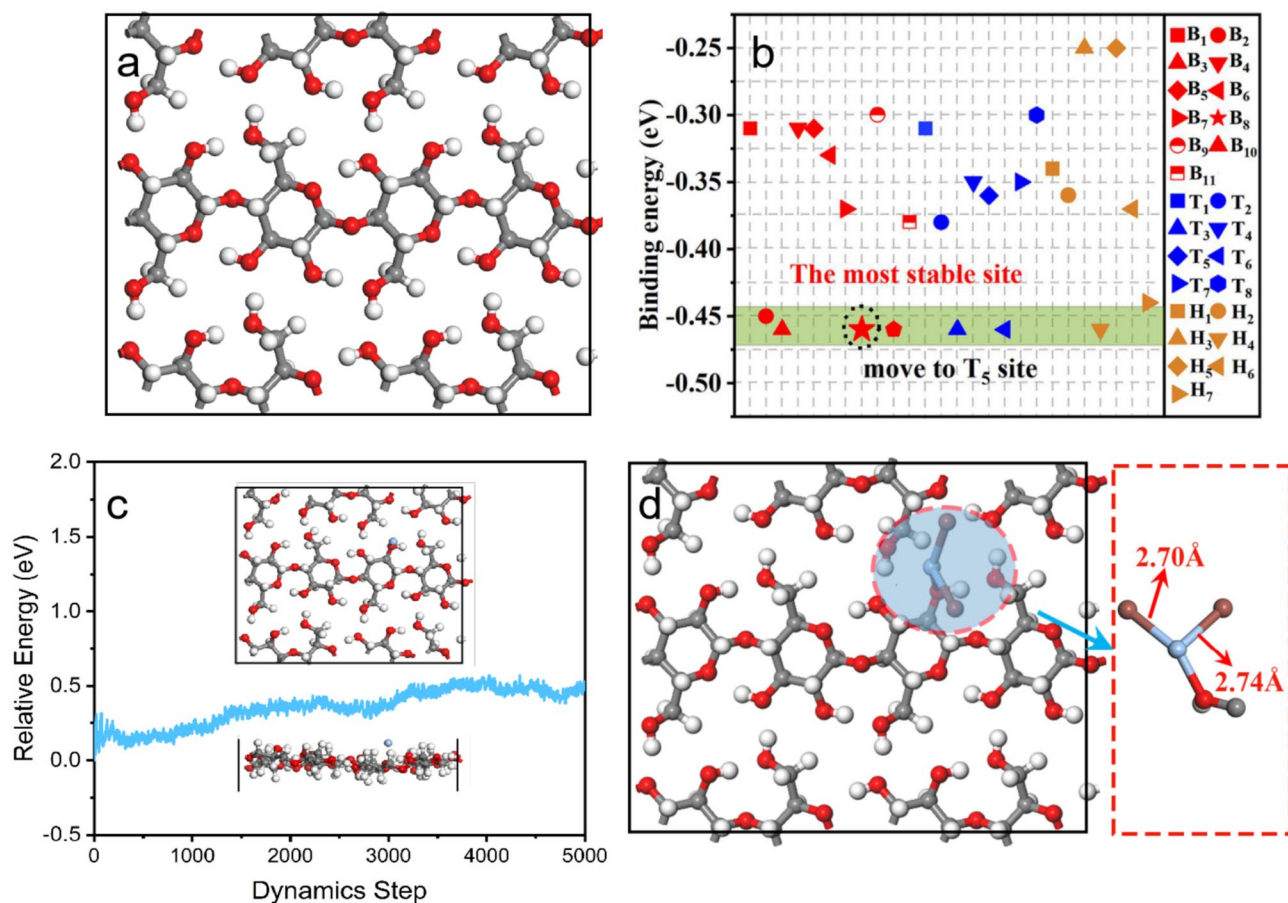 a
b
Binding energy (eV)
-0.25
-0.30
-0.35
-0.40
-0.45
-0.50
The most stable site
move to T₅ site
B₁ B₂
B₃ B₄
B₅ B₆
B₇ B₈
B₉ B₁₀
B₁₁
T₁ T₂
T₃ T₄
T₅ T₆
T₇ T₈
H₁ H₂
H₃ H₄
H₅ H₆
H₇
c
Relative Energy (eV)
2.0
1.5
1.0
0.5
0.0
-0.5
0 1000 2000 3000 4000 5000
Dynamics Step
d
2.70Å
2.74Å